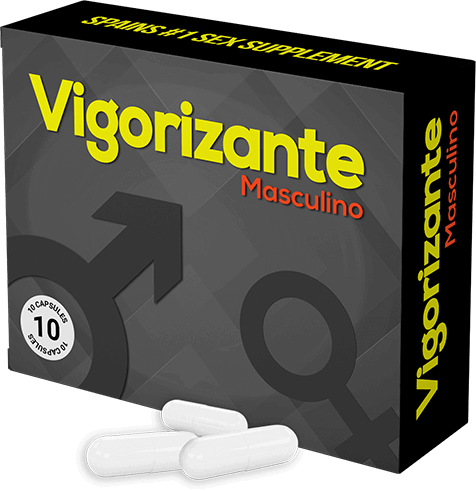 SPAINS #1 SEX SUPPLEMENT
Vigorizante
Masculino
10 CAPSULES
10
10 CAPSULES
Vigorizante
Masculino